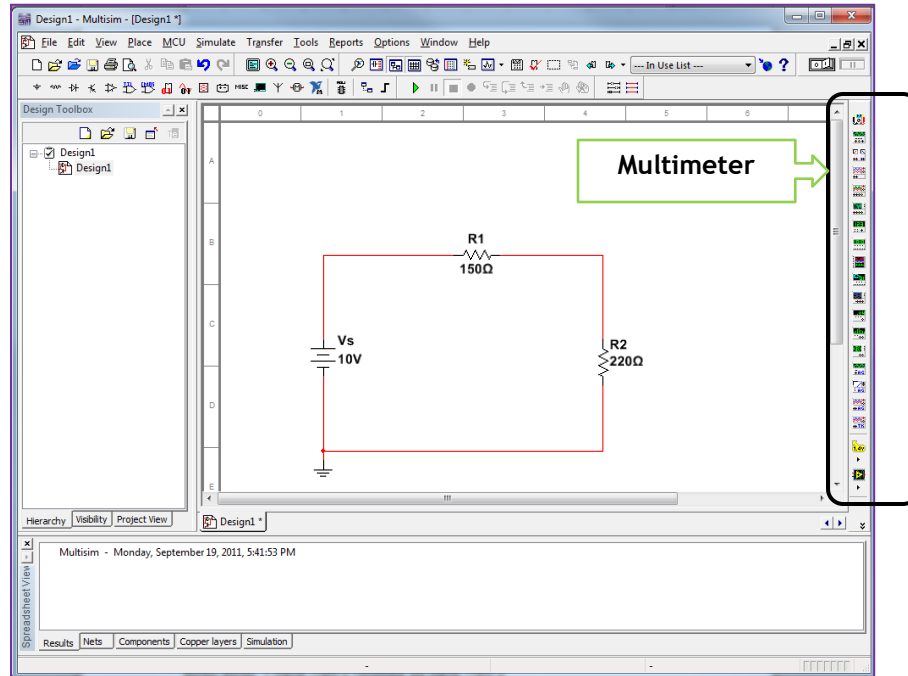 Design1 - Multisim - [Design1 *]
File Edit View Place MCU Simulate Transfer Tools Reports Options Window Help
--- In Use List ---
Design Toolbox
Design1
Design1
0 1 2 3 4 5 6
A
B
C
D
E
Multimeter
R1
150Ω
Vs
10V
R2
220Ω
Hierarchy Visibility Project View
Design1 *
Multisim - Monday, September 19, 2011, 5:41:53 PM
Spreadsheet View
Results Nets Components Copper layers Simulation
- -